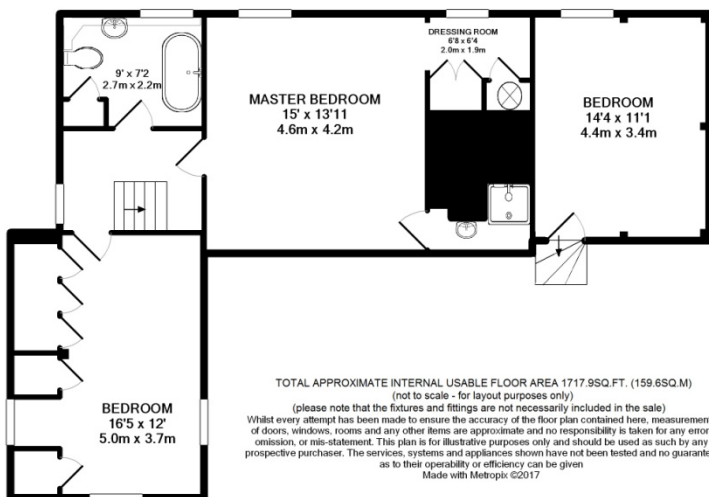 DRESSING ROOM
6'8 x 6'4
2.0m x 1.9m
9' x 7'2
2.7m x 2.2m
MASTER BEDROOM
15' x 13'11
4.6m x 4.2m
BEDROOM
14'4 x 11'1
4.4m x 3.4m
BEDROOM
16'5 x 12'
5.0m x 3.7m
TOTAL APPROXIMATE INTERNAL USABLE FLOOR AREA 1717.9SQ.FT. (159.6SQ.M)
(not to scale - for layout purposes only)
(please note that the fixtures and fittings are not necessarily included in the sale)
Whilst every attempt has been made to ensure the accuracy of the floor plan contained here, measurement
of doors, windows, rooms and any other items are approximate and no responsibility is taken for any error,
omission, or mis-statement. This plan is for illustrative purposes only and should be used as such by any
prospective purchaser. The services, systems and appliances shown have not been tested and no guarante
as to their operability or efficiency can be given
Made with Metropix ©2017